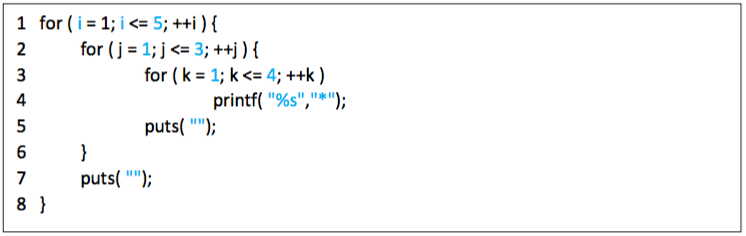 1 for ( i = 1; i <= 5; ++i ) {
2 for ( j = 1; j <= 3; ++j ) {
3 for ( k = 1; k <= 4; ++k )
4 printf( "%s","*");
5 puts( "");
6 }
7 puts( "");
8 }